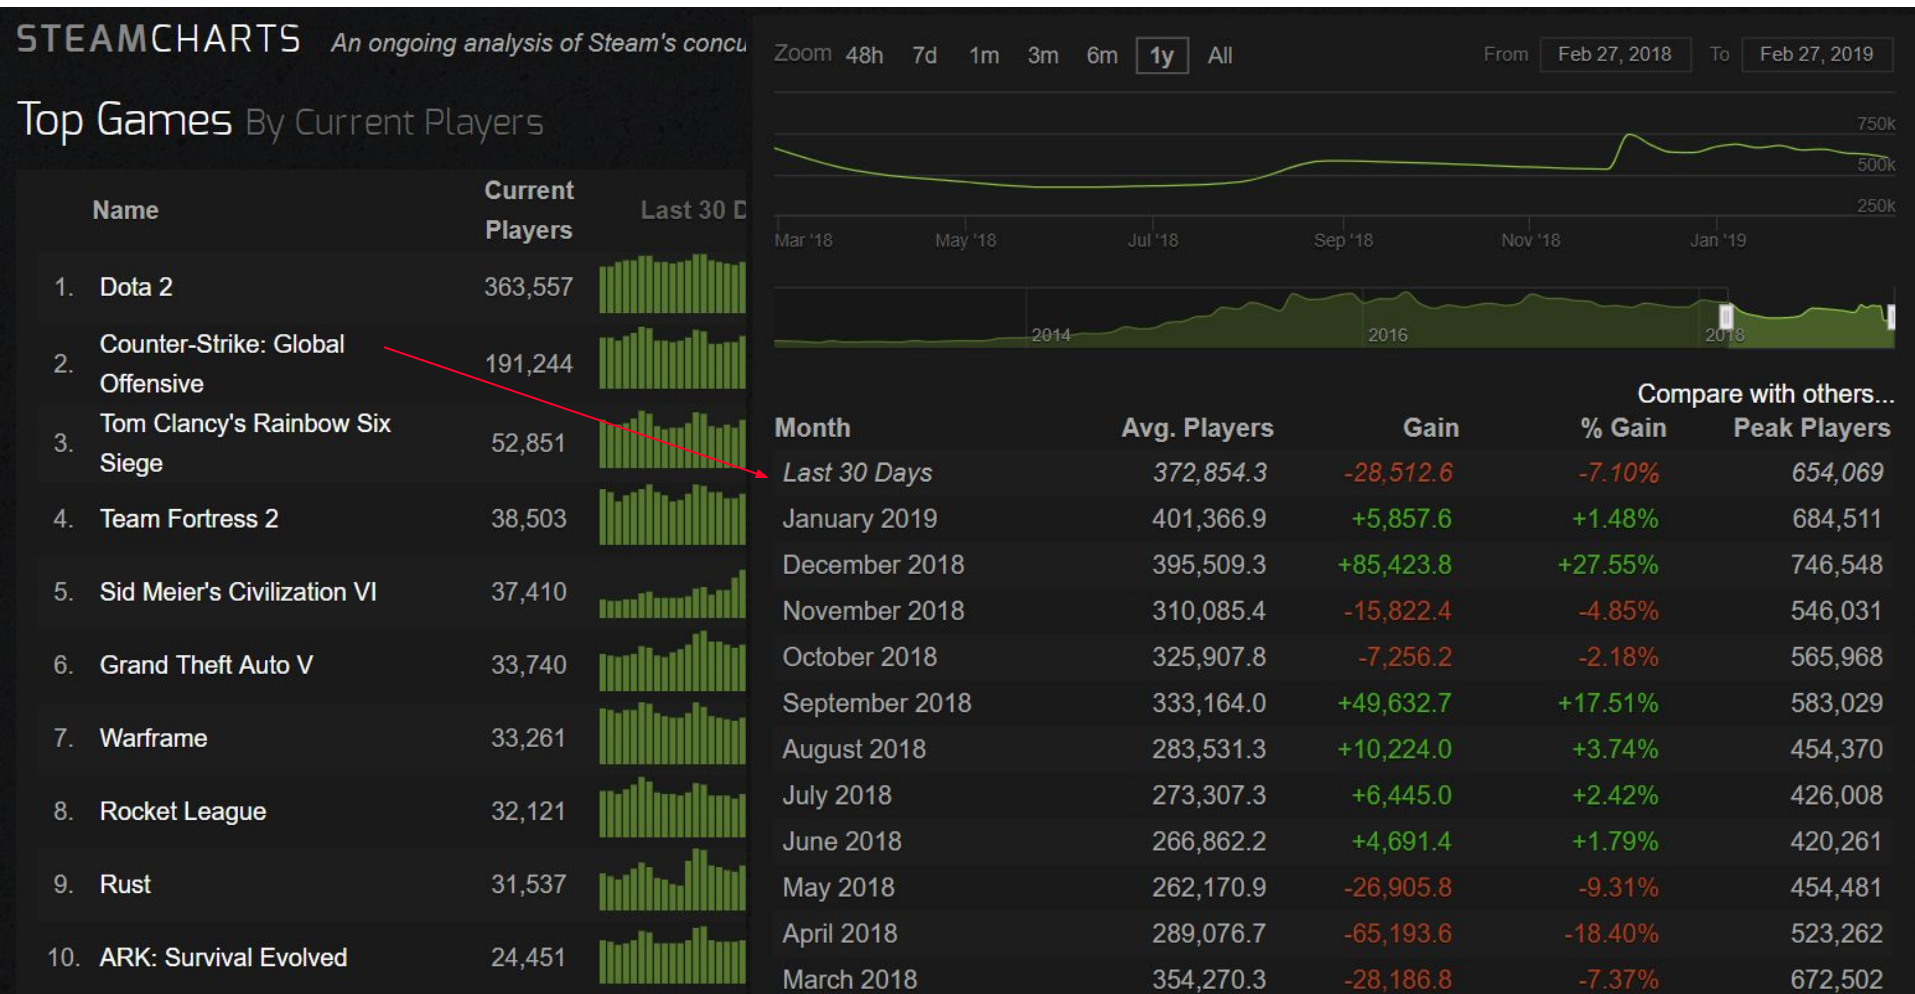 STEAMCHARTS An ongoing analysis of Steam's concu
Top Games By Current Players
Name Current Players Last 30 D
1. Dota 2 363,557
2. Counter-Strike: Global Offensive 191,244
3. Tom Clancy's Rainbow Six Siege 52,851
4. Team Fortress 2 38,503
5. Sid Meier's Civilization VI 37,410
6. Grand Theft Auto V 33,740
7. Warframe 33,261
8. Rocket League 32,121
9. Rust 31,537
10. ARK: Survival Evolved 24,451
Zoom 48h 7d 1m 3m 6m 1y All From Feb 27, 2018 To Feb 27, 2019
750k
500k
250k
Mar '18 May '18 Jul '18 Sep '18 Nov '18 Jan '19
2014 2016 2018
Compare with others...
Month Avg. Players Gain % Gain Peak Players
Last 30 Days 372,854.3 -28,512.6 -7.10% 654,069
January 2019 401,366.9 +5,857.6 +1.48% 684,511
December 2018 395,509.3 +85,423.8 +27.55% 746,548
November 2018 310,085.4 -15,822.4 -4.85% 546,031
October 2018 325,907.8 -7,256.2 -2.18% 565,968
September 2018 333,164.0 +49,632.7 +17.51% 583,029
August 2018 283,531.3 +10,224.0 +3.74% 454,370
July 2018 273,307.3 +6,445.0 +2.42% 426,008
June 2018 266,862.2 +4,691.4 +1.79% 420,261
May 2018 262,170.9 -26,905.8 -9.31% 454,481
April 2018 289,076.7 -65,193.6 -18.40% 523,262
March 2018 354,270.3 -28,186.8 -7.37% 672,502